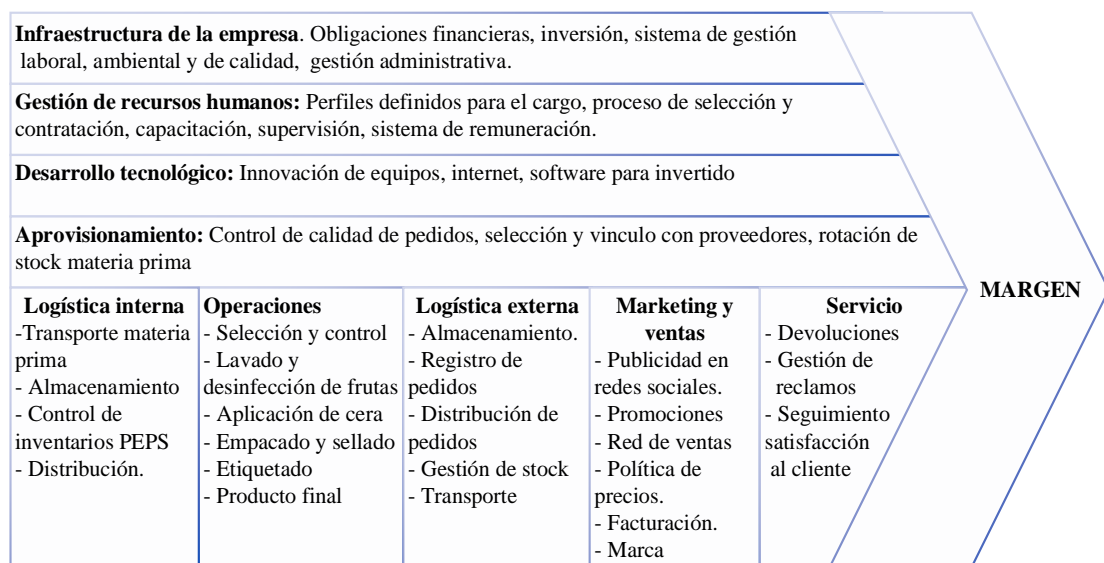 Infraestructura de la empresa. Obligaciones financieras, inversión, sistema de gestión
laboral, ambiental y de calidad, gestión administrativa.
Gestión de recursos humanos: Perfiles definidos para el cargo, proceso de selección y
contratación, capacitación, supervisión, sistema de remuneración.
Desarrollo tecnológico: Innovación de equipos, internet, software para invertido
Aprovisionamiento: Control de calidad de pedidos, selección y vinculo con proveedores, rotación de
stock materia prima
Logística interna
-Transporte materia
prima
- Almacenamiento
- Control de
inventarios PEPS
- Distribución.
Operaciones
- Selección y control
- Lavado y
desinfección de frutas
- Aplicación de cera
- Empacado y sellado
- Etiquetado
- Producto final
Logística externa
- Almacenamiento.
- Registro de
pedidos
- Distribución de
pedidos
- Gestión de stock
- Transporte
Marketing y
ventas
- Publicidad en
redes sociales.
- Promociones
- Red de ventas
- Política de
precios.
- Facturación.
- Marca
Servicio
- Devoluciones
- Gestión de
reclamos
- Seguimiento
satisfacción
al cliente
MARGEN